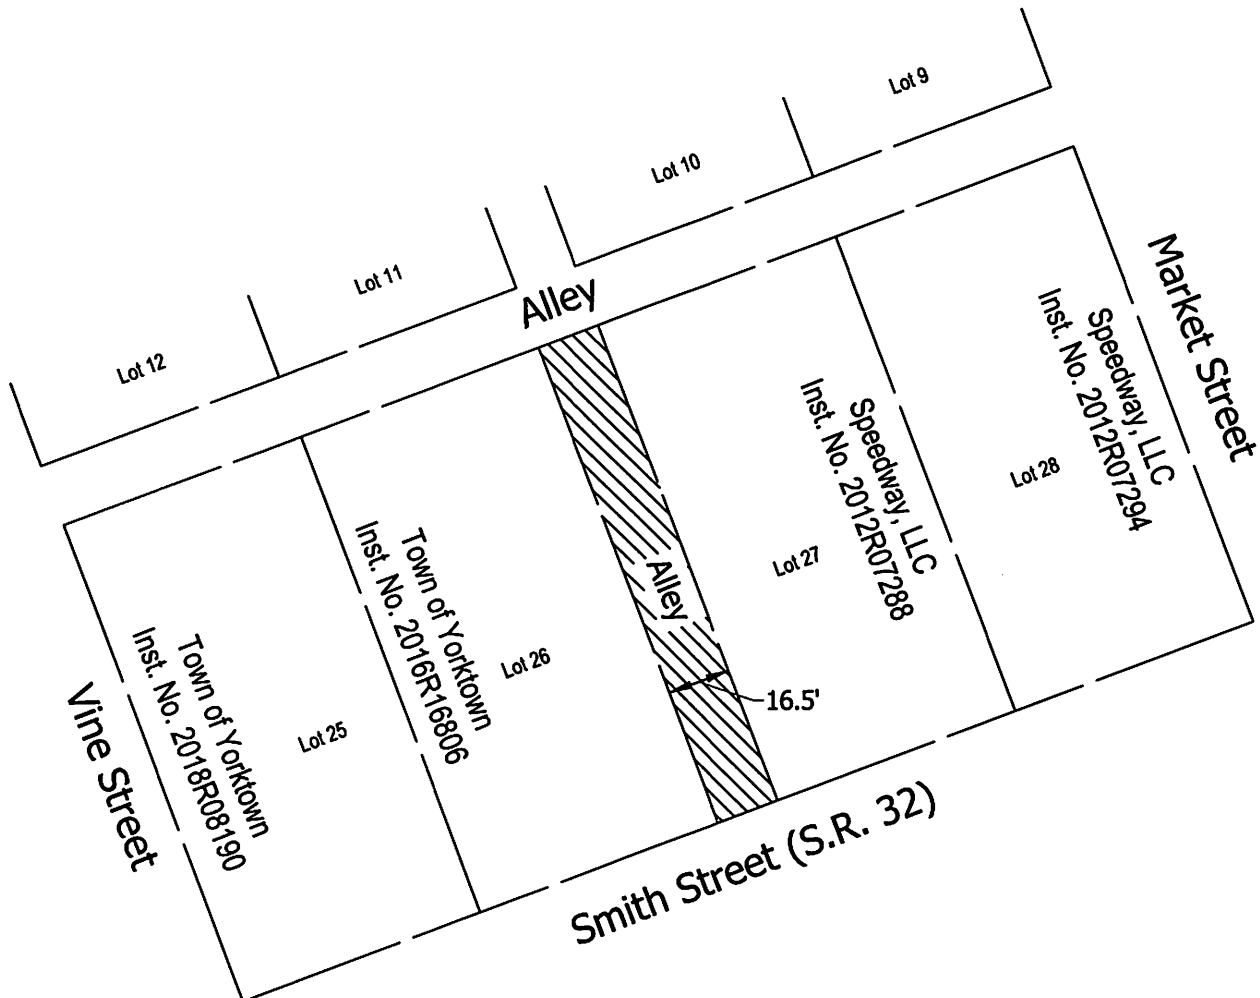 Lot 9
Lot 10
Lot 11
Lot 12
Alley
Market Street
Speedway, LLC
Inst. No. 2012R07294
Lot 28
Speedway, LLC
Inst. No. 2012R07288
Lot 27
Alley
16.5'
Town of Yorktown
Inst. No. 2016R16806
Lot 26
Town of Yorktown
Inst. No. 2018R08190
Lot 25
Vine Street
Smith Street (S.R. 32)